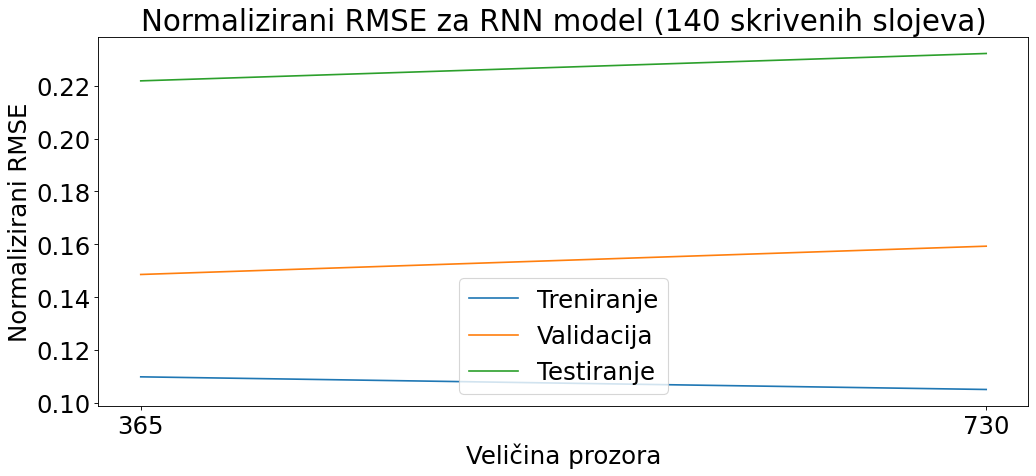 Normalizirani RMSE za RNN model (140 skrivenih slojeva)
Normalizirani RMSE
0.22
0.20
0.18
0.16
0.14
0.12
0.10
Treniranje
Validacija
Testiranje
365
730
Veličina prozora